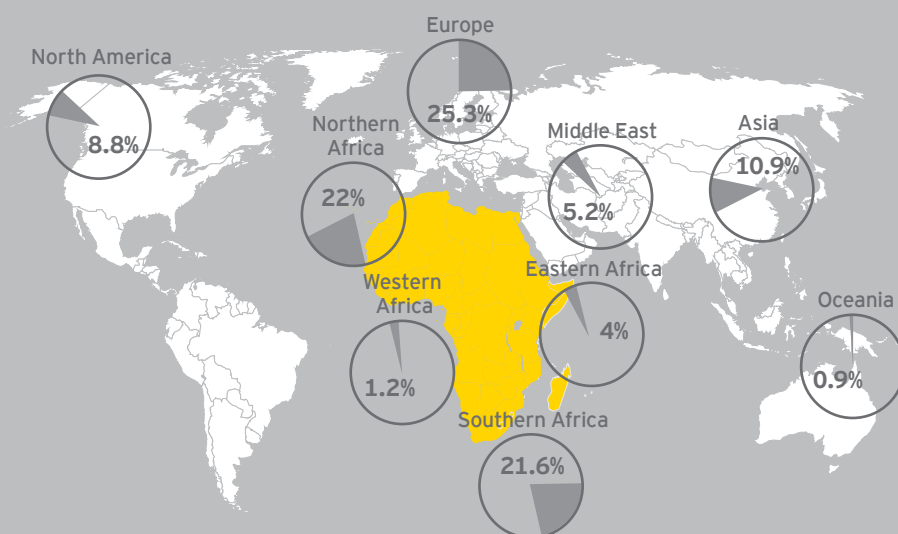 Europe
25.3%
North America
8.8%
Northern
Africa
22%
Middle East
5.2%
Asia
10.9%
Western
Africa
1.2%
Eastern Africa
4%
Oceania
0.9%
Southern Africa
21.6%